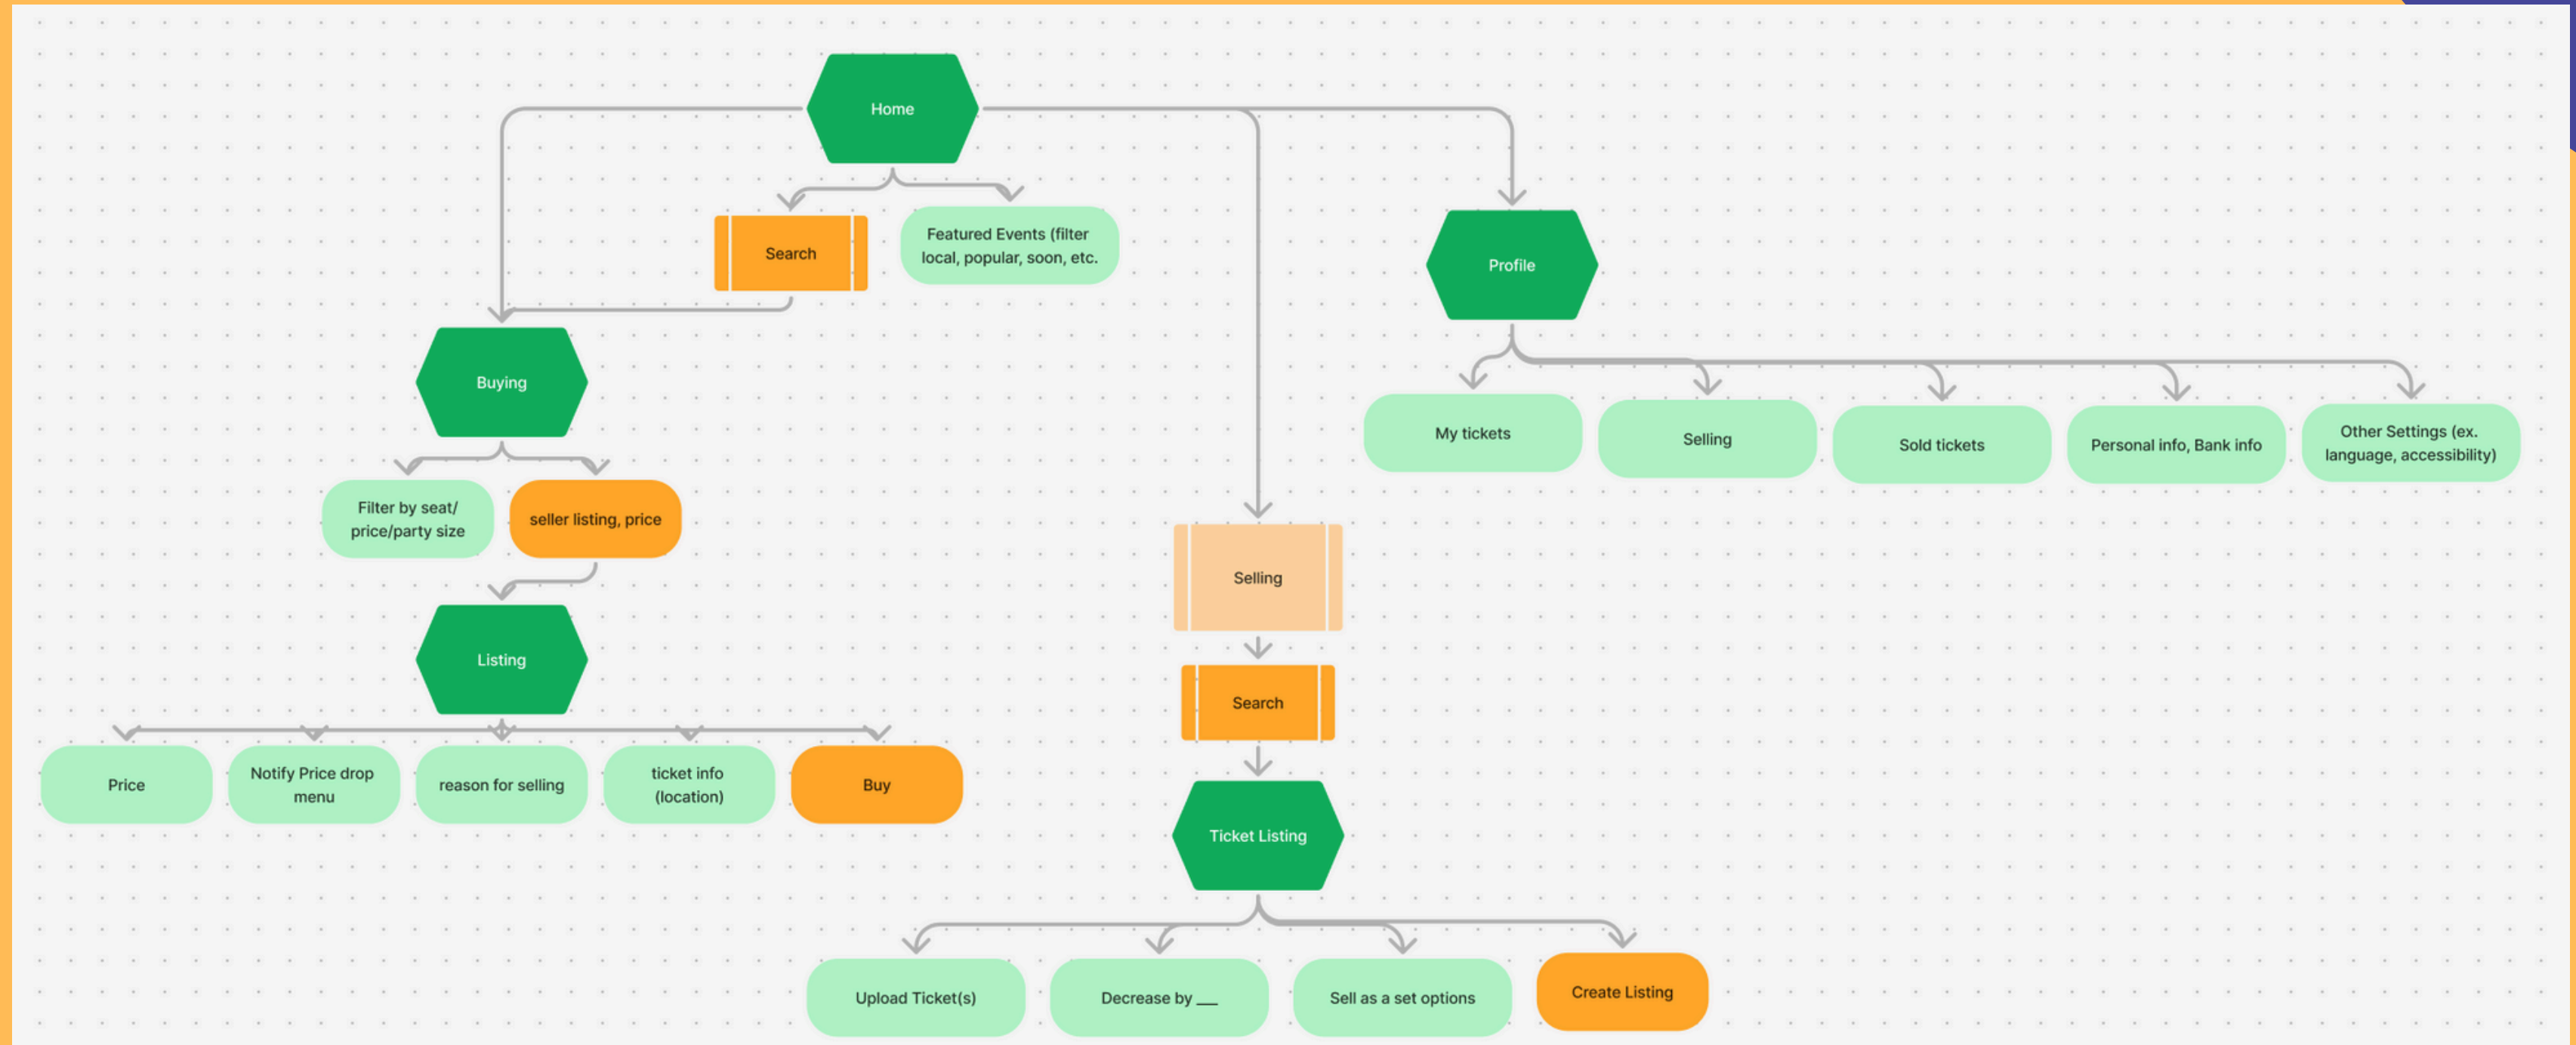 Home
Search
Featured Events (filter
local, popular, soon, etc.
Profile
Buying
My tickets
Selling
Sold tickets
Personal info, Bank info
Other Settings (ex.
language, accessibility)
Filter by seat/
price/party size
seller listing, price
Selling
Listing
Search
Price
Notify Price drop
menu
reason for selling
ticket info
(location)
Buy
Ticket Listing
Upload Ticket(s)
Decrease by ___
Sell as a set options
Create Listing